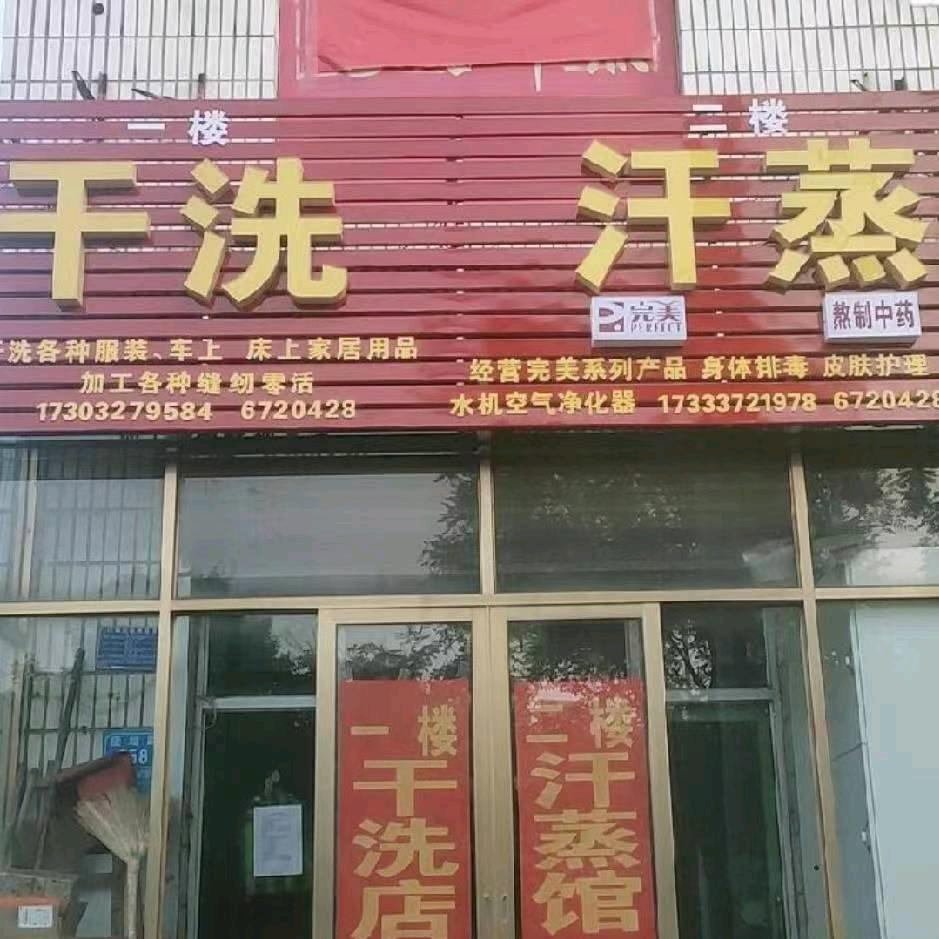 一楼
干洗
洗各种服装、车上 床上家居用品
加工各种缝纫零活
17303279584 6720428
二楼
汗蒸
完美
PERFECT
熬制中药
经营完美系列产品 身体排毒 皮肤护理
水机空气净化器 17333721978 6720428
一楼
干洗店
二楼
汗蒸馆